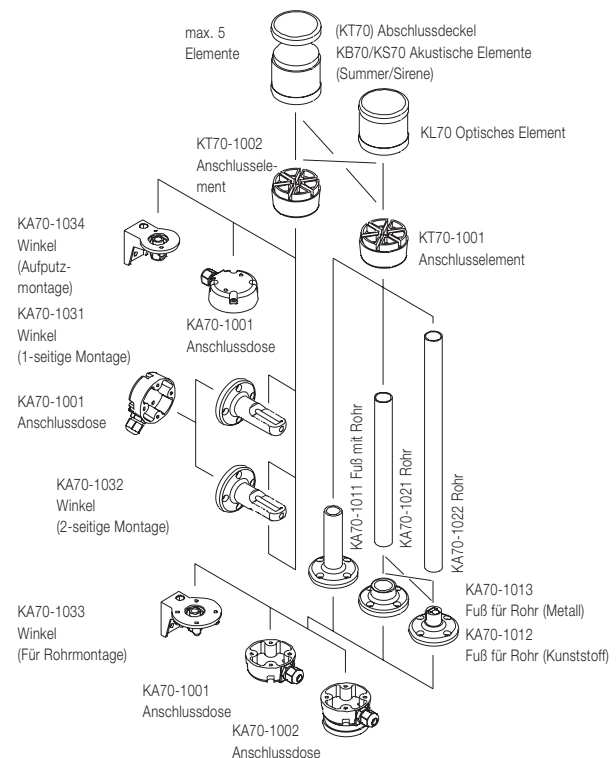 max. 5
Elemente
(KT70) Abschlussdeckel
KB70/KS70 Akustische Elemente
(Summer/Sirene)
KL70 Optisches Element
KT70-1002
Anschlussele-
ment
KT70-1001
Anschlusselement
KA70-1034
Winkel
(Aufputz-
montage)
KA70-1031
Winkel
(1-seitige Montage)
KA70-1001
Anschlussdose
KA70-1001
Anschlussdose
KA70-1032
Winkel
(2-seitige Montage)
KA70-1011 Fuß mit Rohr
KA70-1021 Rohr
KA70-1022 Rohr
KA70-1013
Fuß für Rohr (Metall)
KA70-1012
Fuß für Rohr (Kunststoff)
KA70-1033
Winkel
(Für Rohrmontage)
KA70-1001
Anschlussdose
KA70-1002
Anschlussdose